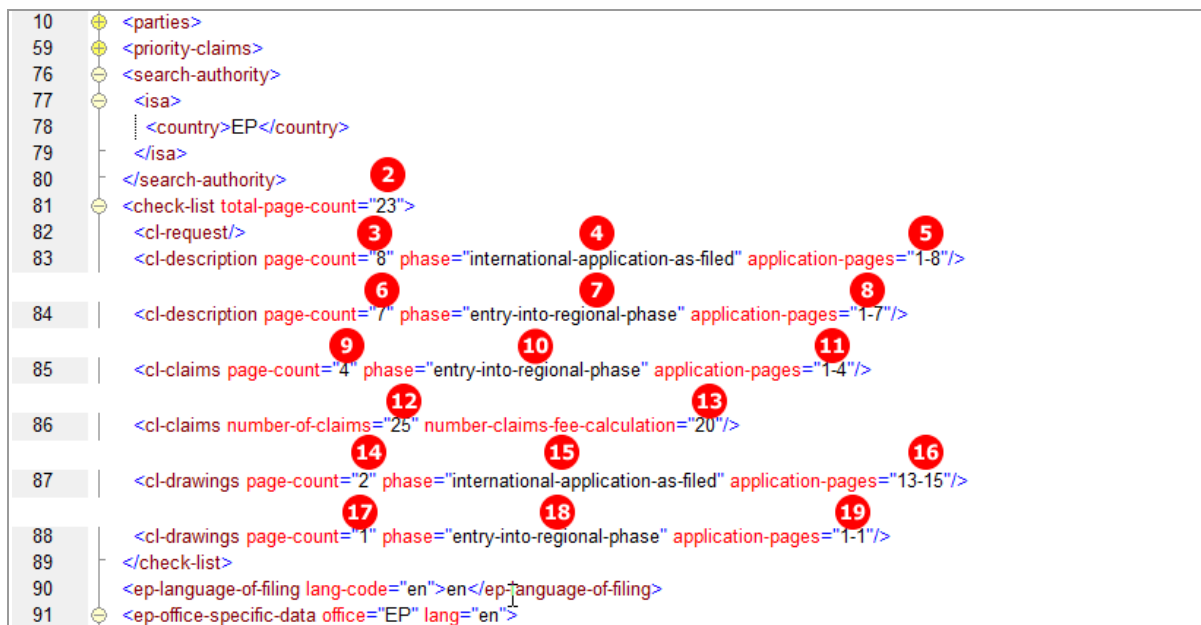 10 <parties>
59 <priority-claims>
76 <search-authority>
77 <isa>
78 <country>EP</country>
79 </isa>
80 </search-authority>
2
81 <check-list total-page-count="23">
82 <cl-request/>
3 4 5
83 <cl-description page-count="8" phase="international-application-as-filed" application-pages="1-8"/>
6 7 8
84 <cl-description page-count="7" phase="entry-into-regional-phase" application-pages="1-7"/>
9 10 11
85 <cl-claims page-count="4" phase="entry-into-regional-phase" application-pages="1-4"/>
12 13
86 <cl-claims number-of-claims="25" number-claims-fee-calculation="20"/>
14 15 16
87 <cl-drawings page-count="2" phase="international-application-as-filed" application-pages="13-15"/>
17 18 19
88 <cl-drawings page-count="1" phase="entry-into-regional-phase" application-pages="1-1"/>
89 </check-list>
90 <ep-language-of-filing lang-code="en">en</ep-language-of-filing>
91 <ep-office-specific-data office="EP" lang="en">